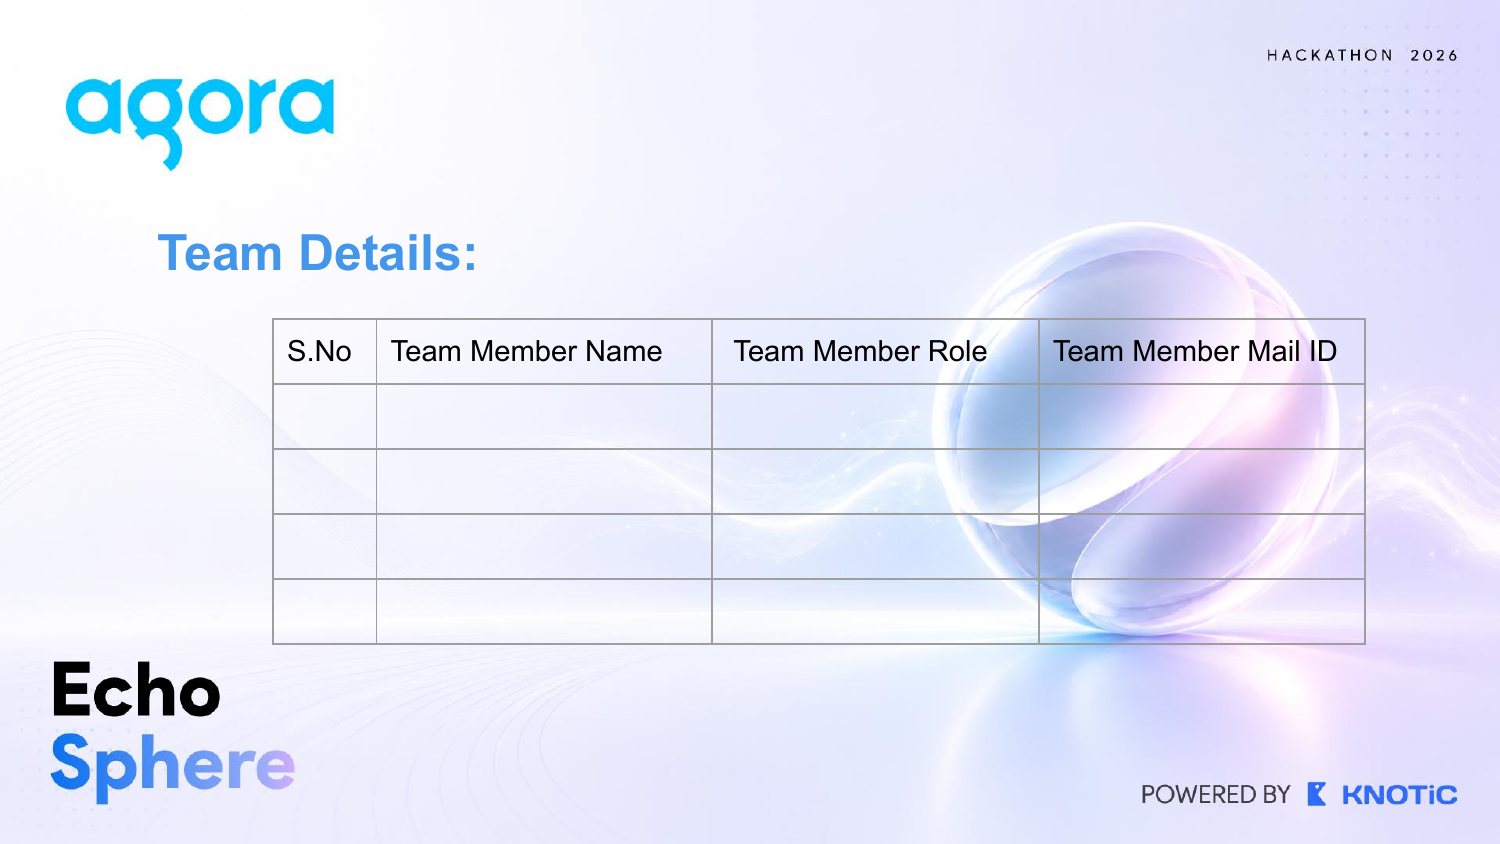 HACKATHON 2026
agora
Team Details:
S.No Team Member Name Team Member Role Team Member Mail ID
Echo
Sphere
POWERED BY KNOTiC